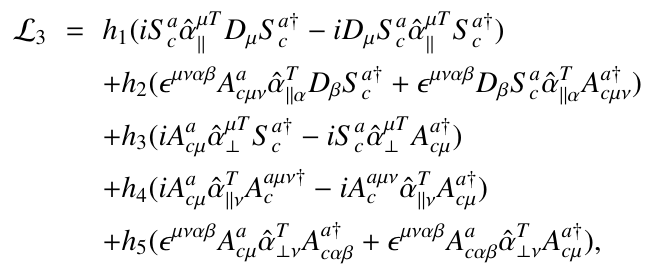 $\mathcal{L}_3 = h_1(iS^a_c \hat{\alpha}^{\mu T}_{\parallel} D_\mu S^{a\dagger}_c - iD_\mu S^a_c \hat{\alpha}^{\mu T}_{\parallel} S^{a\dagger}_c)$
$+h_2(\epsilon^{\mu\nu\alpha\beta} A^a_{c\mu\nu} \hat{\alpha}^T_{\parallel\alpha} D_\beta S^{a\dagger}_c + \epsilon^{\mu\nu\alpha\beta} D_\beta S^a_c \hat{\alpha}^T_{\parallel\alpha} A^{a\dagger}_{c\mu\nu})$
$+h_3(iA^a_{c\mu} \hat{\alpha}^{\mu T}_{\perp} S^{a\dagger}_c - iS^a_c \hat{\alpha}^{\mu T}_{\perp} A^{a\dagger}_{c\mu})$
$+h_4(iA^a_{c\mu} \hat{\alpha}^T_{\parallel\nu} A^{a\mu\nu\dagger}_c - iA^{a\mu\nu}_c \hat{\alpha}^T_{\parallel\nu} A^{a\dagger}_{c\mu})$
$+h_5(\epsilon^{\mu\nu\alpha\beta} A^a_{c\mu} \hat{\alpha}^T_{\perp\nu} A^{a\dagger}_{c\alpha\beta} + \epsilon^{\mu\nu\alpha\beta} A^a_{c\alpha\beta} \hat{\alpha}^T_{\perp\nu} A^{a\dagger}_{c\mu}),$